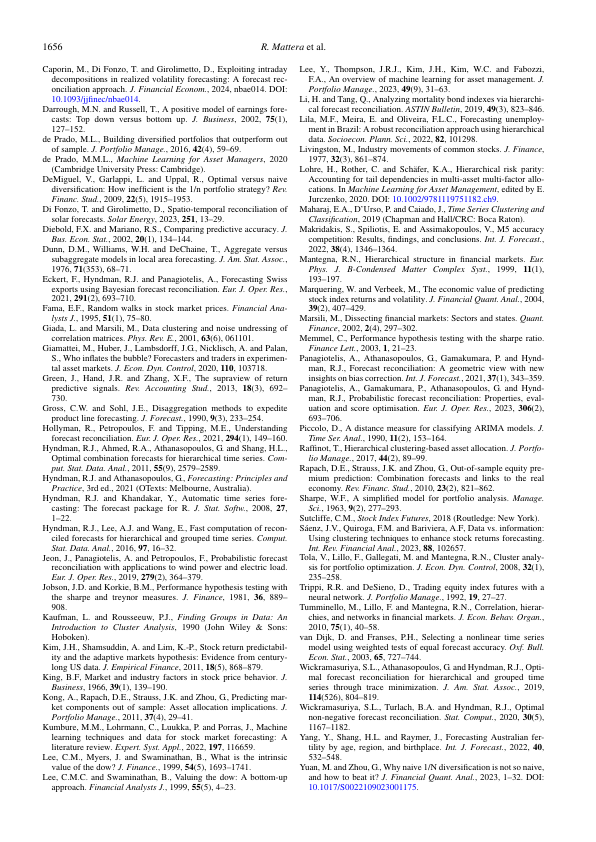 1656
R. Mattera et al.
Caporin, M., Di Fonzo, T. and Girolimetto, D., Exploiting intraday
decompositions in realized volatility forecasting: A forecast rec-
onciliation approach. J. Financial Econom., 2024, nbae014. DOI:
10.1093/jjfinec/nbae014.
Darrough, M.N. and Russell, T., A positive model of earnings fore-
casts: Top down versus bottom up. J. Business, 2002, 75(1),
127–152.
de Prado, M.L., Building diversified portfolios that outperform out
of sample. J. Portfolio Manage., 2016, 42(4), 59–69.
de Prado, M.M.L., Machine Learning for Asset Managers, 2020
(Cambridge University Press: Cambridge).
DeMiguel, V., Garlappi, L. and Uppal, R., Optimal versus naive
diversification: How inefficient is the 1/n portfolio strategy? Rev.
Financ. Stud., 2009, 22(5), 1915–1953.
Di Fonzo, T. and Girolimetto, D., Spatio-temporal reconciliation of
solar forecasts. Solar Energy, 2023, 251, 13–29.
Diebold, F.X. and Mariano, R.S., Comparing predictive accuracy. J.
Bus. Econ. Stat., 2002, 20(1), 134–144.
Dunn, D.M., Williams, W.H. and DeChaine, T., Aggregate versus
subaggregate models in local area forecasting. J. Am. Stat. Assoc.,
1976, 71(353), 68–71.
Eckert, F., Hyndman, R.J. and Panagiotelis, A., Forecasting Swiss
exports using Bayesian forecast reconciliation. Eur. J. Oper. Res.,
2021, 291(2), 693–710.
Fama, E.F., Random walks in stock market prices. Financial Ana-
lysts J., 1995, 51(1), 75–80.
Giada, L. and Marsili, M., Data clustering and noise undressing of
correlation matrices. Phys. Rev. E., 2001, 63(6), 061101.
Giamattei, M., Huber, J., Lambsdorff, J.G., Nicklisch, A. and Palan,
S., Who inflates the bubble? Forecasters and traders in experimen-
tal asset markets. J. Econ. Dyn. Control, 2020, 110, 103718.
Green, J., Hand, J.R. and Zhang, X.F., The supraview of return
predictive signals. Rev. Accounting Stud., 2013, 18(3), 692–
730.
Gross, C.W. and Sohl, J.E., Disaggregation methods to expedite
product line forecasting. J. Forecast., 1990, 9(3), 233–254.
Hollyman, R., Petropoulos, F. and Tipping, M.E., Understanding
forecast reconciliation. Eur. J. Oper. Res., 2021, 294(1), 149–160.
Hyndman, R.J., Ahmed, R.A., Athanasopoulos, G. and Shang, H.L.,
Optimal combination forecasts for hierarchical time series. Com-
put. Stat. Data Anal., 2011, 55(9), 2579–2589.
Hyndman, R.J. and Athanasopoulos, G., Forecasting: Principles and
Practice, 3rd ed., 2021 (OTexts: Melbourne, Australia).
Hyndman, R.J. and Khandakar, Y., Automatic time series fore-
casting: The forecast package for R. J. Stat. Softw., 2008, 27,
1–22.
Hyndman, R.J., Lee, A.J. and Wang, E., Fast computation of recon-
ciled forecasts for hierarchical and grouped time series. Comput.
Stat. Data Anal., 2016, 97, 16–32.
Jeon, J., Panagiotelis, A. and Petropoulos, F., Probabilistic forecast
reconciliation with applications to wind power and electric load.
Eur. J. Oper. Res., 2019, 279(2), 364–379.
Jobson, J.D. and Korkie, B.M., Performance hypothesis testing with
the sharpe and treynor measures. J. Finance, 1981, 36, 889–
908.
Kaufman, L. and Rousseeuw, P.J., Finding Groups in Data: An
Introduction to Cluster Analysis, 1990 (John Wiley & Sons:
Hoboken).
Kim, J.H., Shamsuddin, A. and Lim, K.-P., Stock return predictabil-
ity and the adaptive markets hypothesis: Evidence from century-
long US data. J. Empirical Finance, 2011, 18(5), 868–879.
King, B.F, Market and industry factors in stock price behavior. J.
Business, 1966, 39(1), 139–190.
Kong, A., Rapach, D.E., Strauss, J.K. and Zhou, G., Predicting mar-
ket components out of sample: Asset allocation implications. J.
Portfolio Manage., 2011, 37(4), 29–41.
Kumbure, M.M., Lohrmann, C., Luukka, P. and Porras, J., Machine
learning techniques and data for stock market forecasting: A
literature review. Expert. Syst. Appl., 2022, 197, 116659.
Lee, C.M., Myers, J. and Swaminathan, B., What is the intrinsic
value of the dow? J. Finance., 1999, 54(5), 1693–1741.
Lee, C.M.C. and Swaminathan, B., Valuing the dow: A bottom-up
approach. Financial Analysts J., 1999, 55(5), 4–23.
Lee, Y., Thompson, J.R.J., Kim, J.H., Kim, W.C. and Fabozzi,
F.A., An overview of machine learning for asset management. J.
Portfolio Manage., 2023, 49(9), 31–63.
Li, H. and Tang, Q., Analyzing mortality bond indexes via hierarchi-
cal forecast reconciliation. ASTIN Bulletin, 2019, 49(3), 823–846.
Lila, M.F., Meira, E. and Oliveira, F.L.C., Forecasting unemploy-
ment in Brazil: A robust reconciliation approach using hierarchical
data. Socioecon. Plann. Sci., 2022, 82, 101298.
Livingston, M., Industry movements of common stocks. J. Finance,
1977, 32(3), 861–874.
Lohre, H., Rother, C. and Schäfer, K.A., Hierarchical risk parity:
Accounting for tail dependencies in multi-asset multi-factor allo-
cations. In Machine Learning for Asset Management, edited by E.
Jurczenko, 2020. DOI: 10.1002/9781119751182.ch9.
Maharaj, E.A., D'Urso, P. and Caiado, J., Time Series Clustering and
Classification, 2019 (Chapman and Hall/CRC: Boca Raton).
Makridakis, S., Spiliotis, E. and Assimakopoulos, V., M5 accuracy
competition: Results, findings, and conclusions. Int. J. Forecast.,
2022, 38(4), 1346–1364.
Mantegna, R.N., Hierarchical structure in financial markets. Eur.
Phys. J. B-Condensed Matter Complex Syst., 1999, 11(1),
193–197.
Marquering, W. and Verbeek, M., The economic value of predicting
stock index returns and volatility. J. Financial Quant. Anal., 2004,
39(2), 407–429.
Marsili, M., Dissecting financial markets: Sectors and states. Quant.
Finance, 2002, 2(4), 297–302.
Memmel, C., Performance hypothesis testing with the sharpe ratio.
Finance Lett., 2003, 1, 21–23.
Panagiotelis, A., Athanasopoulos, G., Gamakumara, P. and Hynd-
man, R.J., Forecast reconciliation: A geometric view with new
insights on bias correction. Int. J. Forecast., 2021, 37(1), 343–359.
Panagiotelis, A., Gamakumara, P., Athanasopoulos, G. and Hynd-
man, R.J., Probabilistic forecast reconciliation: Properties, eval-
uation and score optimisation. Eur. J. Oper. Res., 2023, 306(2),
693–706.
Piccolo, D., A distance measure for classifying ARIMA models. J.
Time Ser. Anal., 1990, 11(2), 153–164.
Raffinot, T., Hierarchical clustering-based asset allocation. J. Portfo-
lio Manage., 2017, 44(2), 89–99.
Rapach, D.E., Strauss, J.K. and Zhou, G., Out-of-sample equity pre-
mium prediction: Combination forecasts and links to the real
economy. Rev. Financ. Stud., 2010, 23(2), 821–862.
Sharpe, W.F., A simplified model for portfolio analysis. Manage.
Sci., 1963, 9(2), 277–293.
Sutcliffe, C.M., Stock Index Futures, 2018 (Routledge: New York).
Sáenz, J.V., Quiroga, F.M. and Bariviera, A.F, Data vs. information:
Using clustering techniques to enhance stock returns forecasting.
Int. Rev. Financial Anal., 2023, 88, 102657.
Tola, V., Lillo, F., Gallegati, M. and Mantegna, R.N., Cluster analy-
sis for portfolio optimization. J. Econ. Dyn. Control, 2008, 32(1),
235–258.
Trippi, R.R. and DeSieno, D., Trading equity index futures with a
neural network. J. Portfolio Manage., 1992, 19, 27–27.
Tumminello, M., Lillo, F. and Mantegna, R.N., Correlation, hierar-
chies, and networks in financial markets. J. Econ. Behav. Organ.,
2010, 75(1), 40–58.
van Dijk, D. and Franses, P.H., Selecting a nonlinear time series
model using weighted tests of equal forecast accuracy. Oxf. Bull.
Econ. Stat., 2003, 65, 727–744.
Wickramasuriya, S.L., Athanasopoulos, G. and Hyndman, R.J., Opti-
mal forecast reconciliation for hierarchical and grouped time
series through trace minimization. J. Am. Stat. Assoc., 2019,
114(526), 804–819.
Wickramasuriya, S.L., Turlach, B.A. and Hyndman, R.J., Optimal
non-negative forecast reconciliation. Stat. Comput., 2020, 30(5),
1167–1182.
Yang, Y., Shang, H.L. and Raymer, J., Forecasting Australian fer-
tility by age, region, and birthplace. Int. J. Forecast., 2022, 40,
532–548.
Yuan, M. and Zhou, G., Why naive 1/N diversification is not so naive,
and how to beat it? J. Financial Quant. Anal., 2023, 1–32. DOI:
10.1017/S0022109023001175.